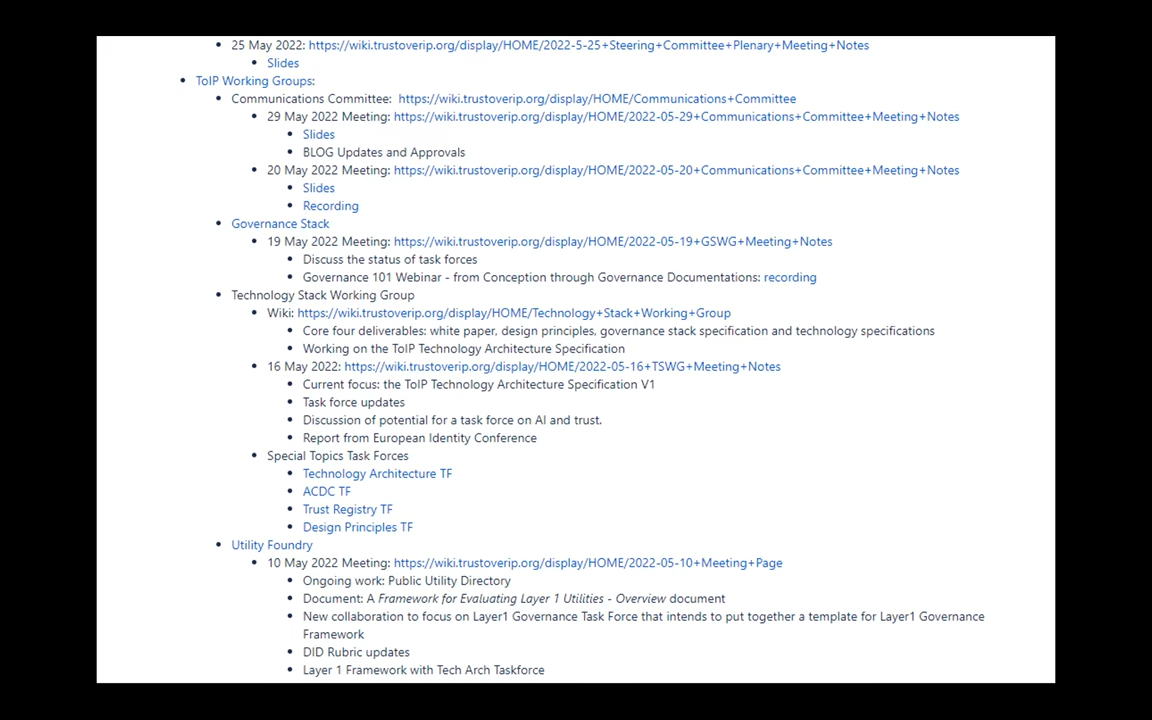 25 May 2022: https://wiki.trustoverip.org/display/HOME/2022-5-25+Steering+Committee+Plenary+Meeting+Notes
Slides
ToIP Working Groups:
Communications Committee: https://wiki.trustoverip.org/display/HOME/Communications+Committee
29 May 2022 Meeting: https://wiki.trustoverip.org/display/HOME/2022-05-29+Communications+Committee+Meeting+Notes
Slides
BLOG Updates and Approvals
20 May 2022 Meeting: https://wiki.trustoverip.org/display/HOME/2022-05-20+Communications+Committee+Meeting+Notes
Slides
Recording
Governance Stack
19 May 2022 Meeting: https://wiki.trustoverip.org/display/HOME/2022-05-19+GSWG+Meeting+Notes
Discuss the status of task forces
Governance 101 Webinar - from Conception through Governance Documentations: recording
Technology Stack Working Group
Wiki: https://wiki.trustoverip.org/display/HOME/Technology+Stack+Working+Group
Core four deliverables: white paper, design principles, governance stack specification and technology specifications
Working on the ToIP Technology Architecture Specification
16 May 2022: https://wiki.trustoverip.org/display/HOME/2022-05-16+TSWG+Meeting+Notes
Current focus: the ToIP Technology Architecture Specification V1
Task force updates
Discussion of potential for a task force on AI and trust.
Report from European Identity Conference
Special Topics Task Forces
Technology Architecture TF
ACDC TF
Trust Registry TF
Design Principles TF
Utility Foundry
10 May 2022 Meeting: https://wiki.trustoverip.org/display/HOME/2022-05-10+Meeting+Page
Ongoing work: Public Utility Directory
Document: A Framework for Evaluating Layer 1 Utilities - Overview document
New collaboration to focus on Layer1 Governance Task Force that intends to put together a template for Layer1 Governance
Framework
DID Rubric updates
Layer 1 Framework with Tech Arch Taskforce